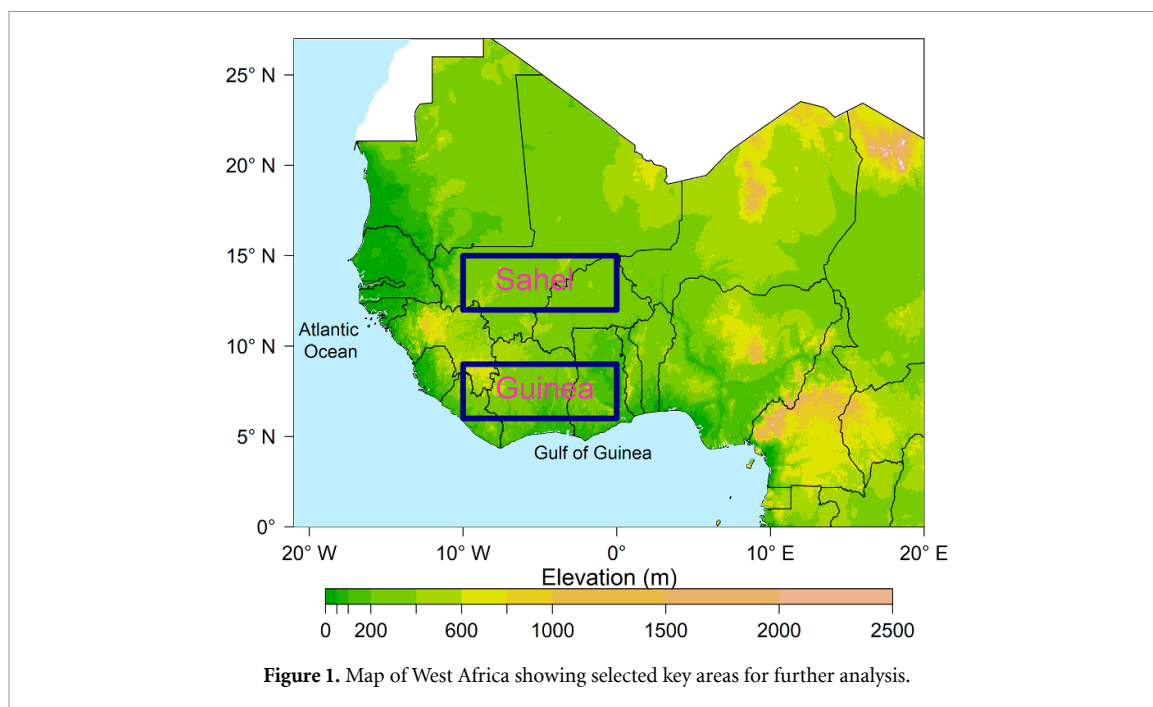 25° N
20° N
15° N
Sahel
Atlantic
Ocean
10° N
Guinea
5° N
Gulf of Guinea
0°
20° W 10° W 0° 10° E 20° E
Elevation (m)
0 200 600 1000 1500 2000 2500
Figure 1. Map of West Africa showing selected key areas for further analysis.